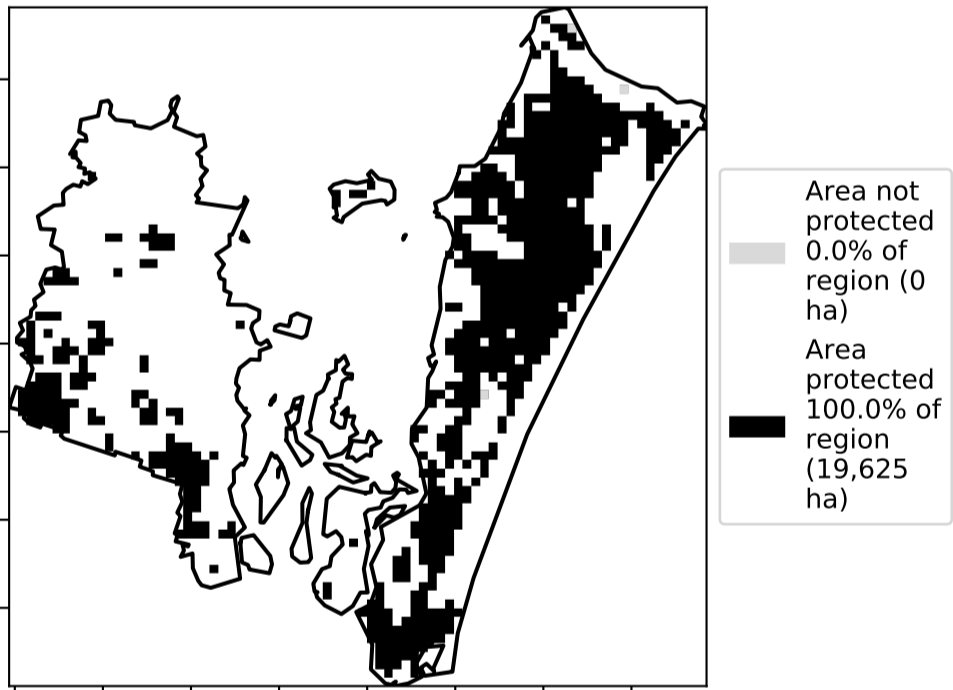 Area not
protected
0.0% of
region (0
ha)
Area
protected
100.0% of
region
(19,625
ha)